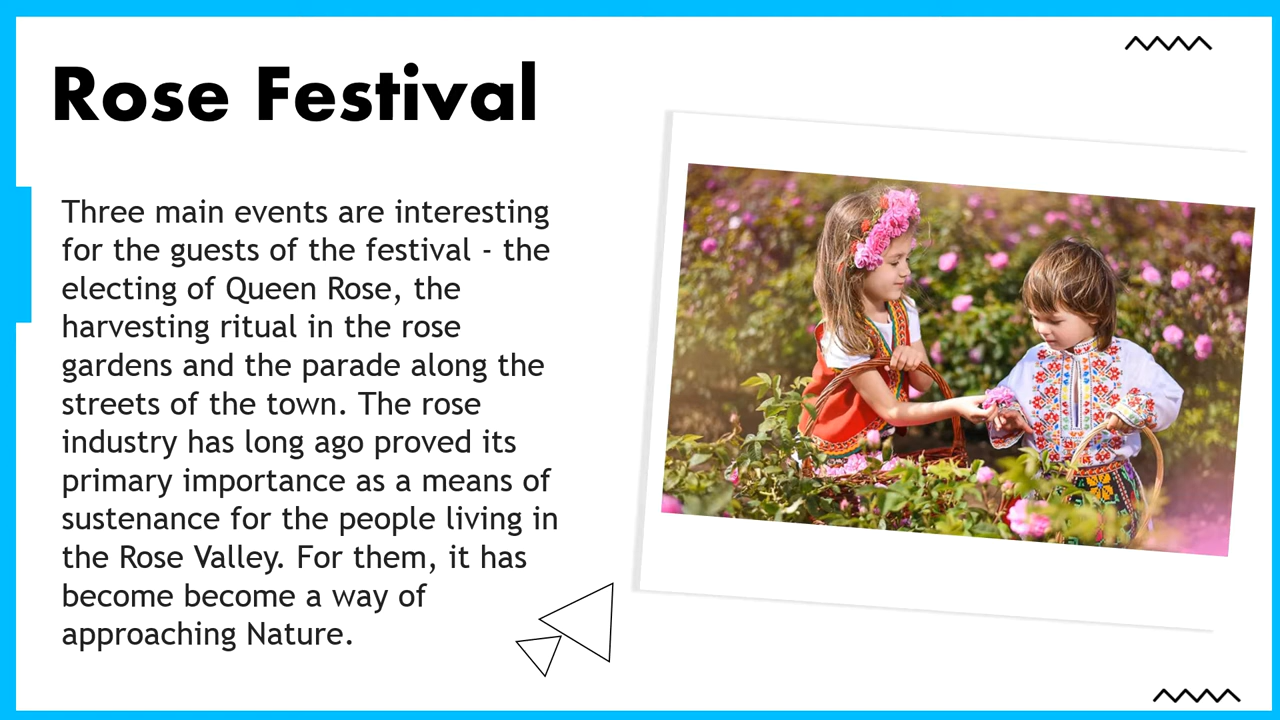 Rose Festival
Three main events are interesting
for the guests of the festival - the
electing of Queen Rose, the
harvesting ritual in the rose
gardens and the parade along the
streets of the town. The rose
industry has long ago proved its
primary importance as a means of
sustenance for the people living in
the Rose Valley. For them, it has
become become a way of
approaching Nature.